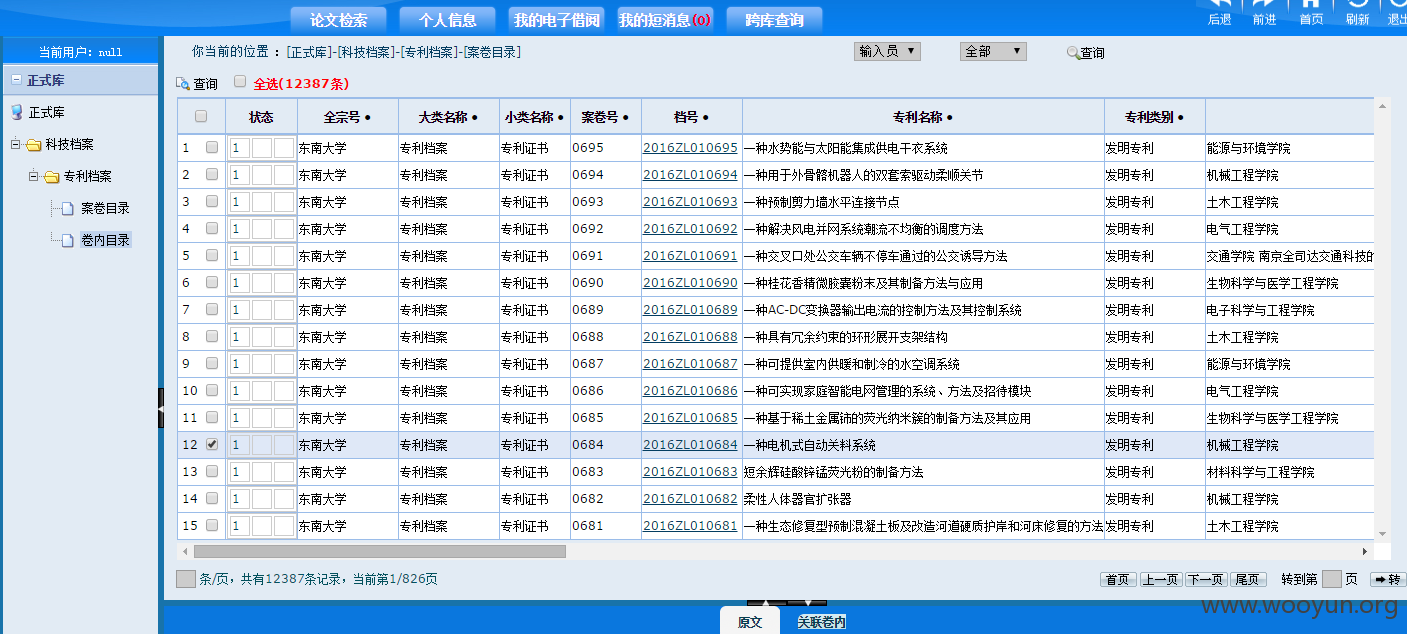 论文检索 个人信息 我的电子借阅 我的短消息(0) 跨库查询 后退 前进 首页 刷新 退出
当前用户：null
正式库
正式库
科技档案
专利档案
案卷目录
卷内目录
你当前的位置 ：[正式库]-[科技档案]-[专利档案]-[案卷目录] 输入员 全部 查询
查询 全选(12387条)
状态 全宗号 • 大类名称 • 小类名称 • 案卷号 • 档号 • 专利名称 • 专利类别 •
1 1 东南大学 专利档案 专利证书 0695 2016ZL010695 一种水势能与太阳能集成供电干衣系统 发明专利 能源与环境学院
2 1 东南大学 专利档案 专利证书 0694 2016ZL010694 一种用于外骨骼机器人的双套索驱动柔顺关节 发明专利 机械工程学院
3 1 东南大学 专利档案 专利证书 0693 2016ZL010693 一种预制剪力墙水平连接节点 发明专利 土木工程学院
4 1 东南大学 专利档案 专利证书 0692 2016ZL010692 一种解决风电并网系统潮流不均衡的调度方法 发明专利 电气工程学院
5 1 东南大学 专利档案 专利证书 0691 2016ZL010691 一种交叉口处公交车辆不停车通过的公交诱导方法 发明专利 交通学院 南京全司达交通科技的
6 1 东南大学 专利档案 专利证书 0690 2016ZL010690 一种桂花香精微胶囊粉末及其制备方法与应用 发明专利 生物科学与医学工程学院
7 1 东南大学 专利档案 专利证书 0689 2016ZL010689 一种AC-DC变换器输出电流的控制方法及其控制系统 发明专利 电子科学与工程学院
8 1 东南大学 专利档案 专利证书 0688 2016ZL010688 一种具有冗余约束的环形展开支架结构 发明专利 土木工程学院
9 1 东南大学 专利档案 专利证书 0687 2016ZL010687 一种可提供室内供暖和制冷的水空调系统 发明专利 能源与环境学院
10 1 东南大学 专利档案 专利证书 0686 2016ZL010686 一种可实现家庭智能电网管理的系统、方法及招待模块 发明专利 电气工程学院
11 1 东南大学 专利档案 专利证书 0685 2016ZL010685 一种基于稀土金属铈的荧光纳米簇的制备方法及其应用 发明专利 生物科学与医学工程学院
12 1 东南大学 专利档案 专利证书 0684 2016ZL010684 一种电机式自动关料系统 发明专利 机械工程学院
13 1 东南大学 专利档案 专利证书 0683 2016ZL010683 短余辉硅酸锌锰荧光粉的制备方法 发明专利 材料科学与工程学院
14 1 东南大学 专利档案 专利证书 0682 2016ZL010682 柔性人体器官扩张器 发明专利 机械工程学院
15 1 东南大学 专利档案 专利证书 0681 2016ZL010681 一种生态修复型预制混凝土板及改造河道硬质护岸和河床修复的方法 发明专利 土木工程学院
条/页，共有12387条记录，当前第1/826页 首页 上一页 下一页 尾页 转到第 页 转
www.wooyun.org
原文 关联卷内